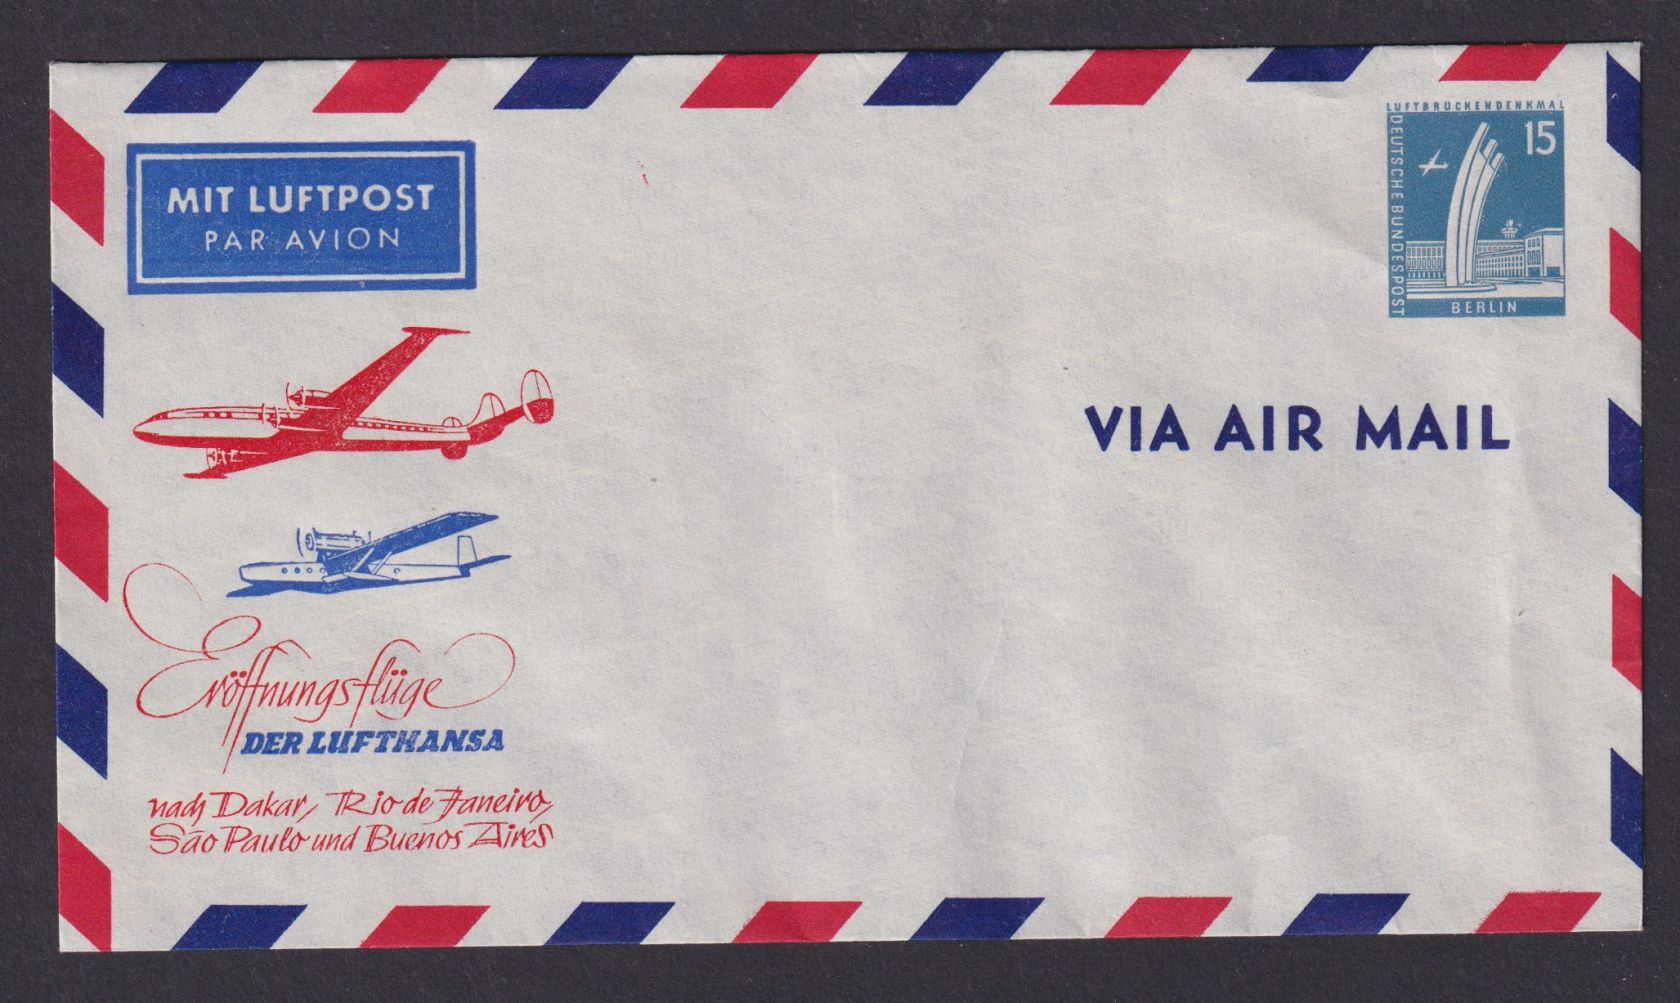 MIT LUFTPOST
PAR AVION
LUFTBRÜCKENDENKMAL
DEUTSCHE BUNDESPOST
15
BERLIN
VIA AIR MAIL
Eröffnungsflüge
DER LUFTHANSA
nach Dakar, Rio de Janeiro,
São Paulo und Buenos Aires